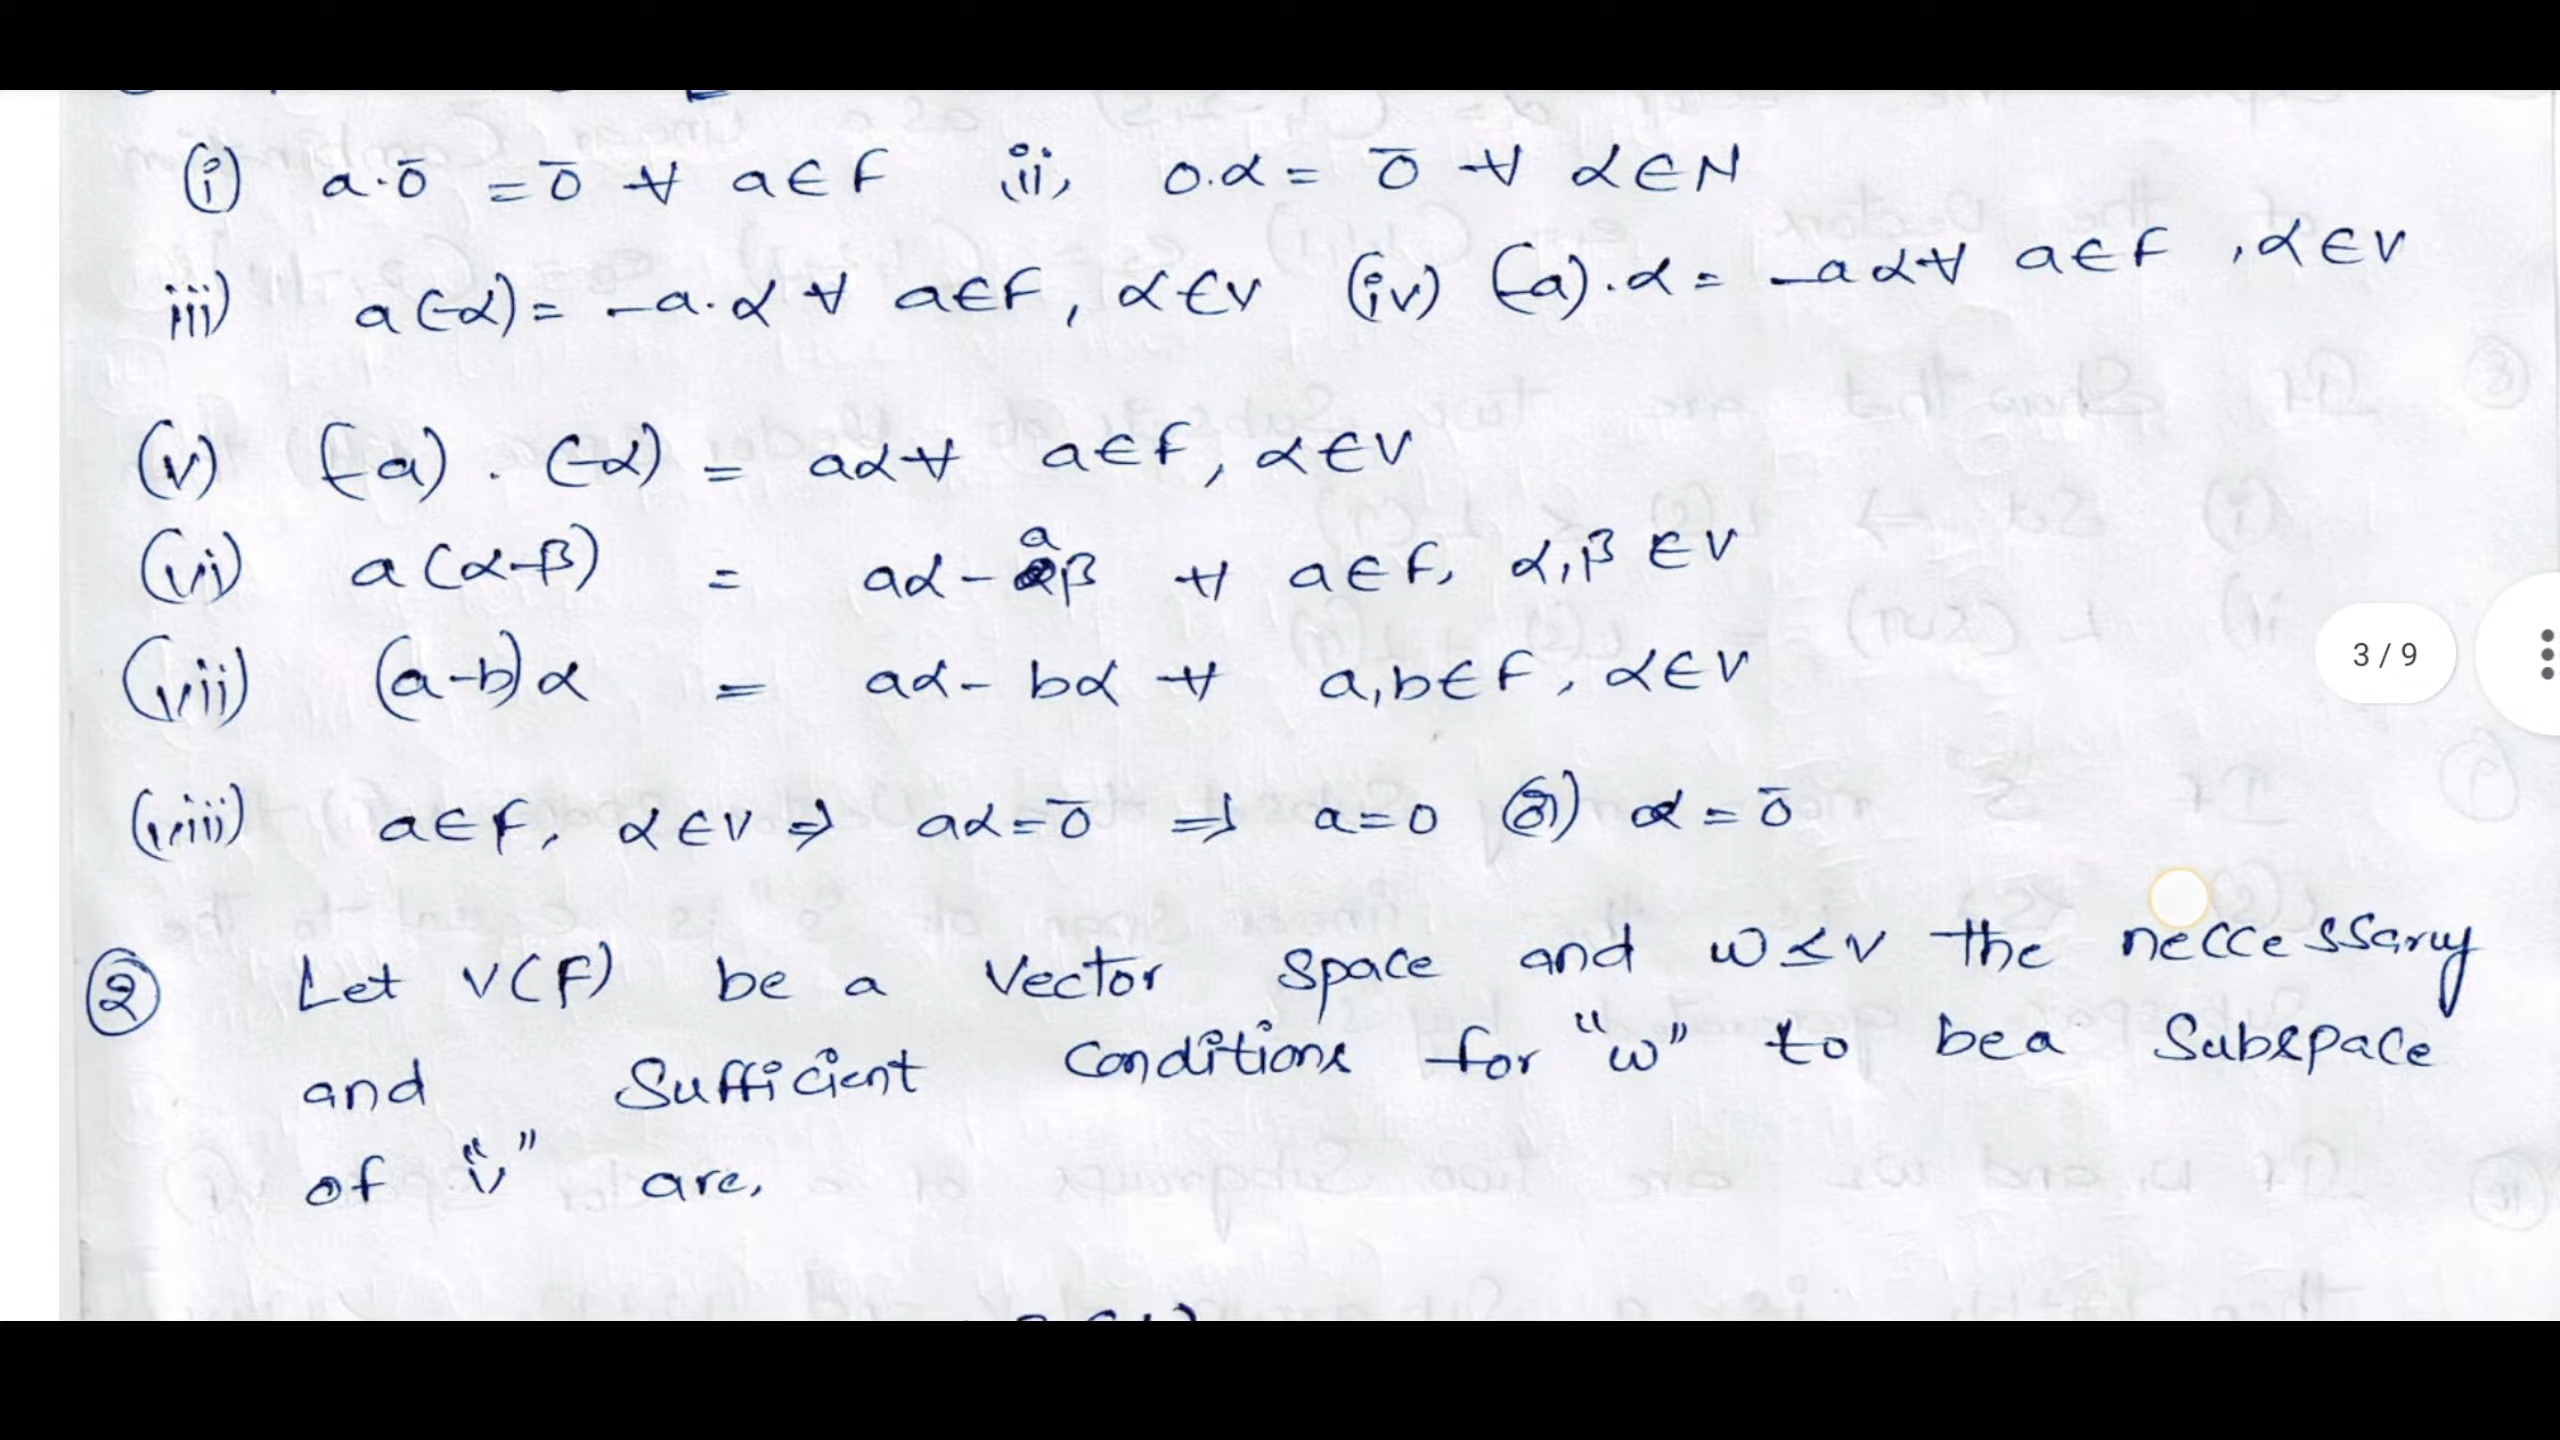 (i) a·ō = ō ∀ a∈F (ii) 0.α = ō ∀ α∈N
iii) a(-α) = -a.α ∀ a∈F, α∈V (iv) (-a).α = -aα ∀ a∈F, α∈V
(v) (-a) . (-α) = aα ∀ a∈F, α∈V
(vi) a(α-β) = aα - aβ ∀ a∈F, α,β ∈V
(vii) (a-b)α = aα - bα ∀ a,b∈F, α∈V
3 / 9
(viii) a∈F, α∈V ⇒ aα = ō ⇒ a=0 (or) α = ō
② Let V(F) be a Vector Space and W ≤ V the neccessary
and Sufficient Conditions for "W" to be a Subspace
of "V" are,